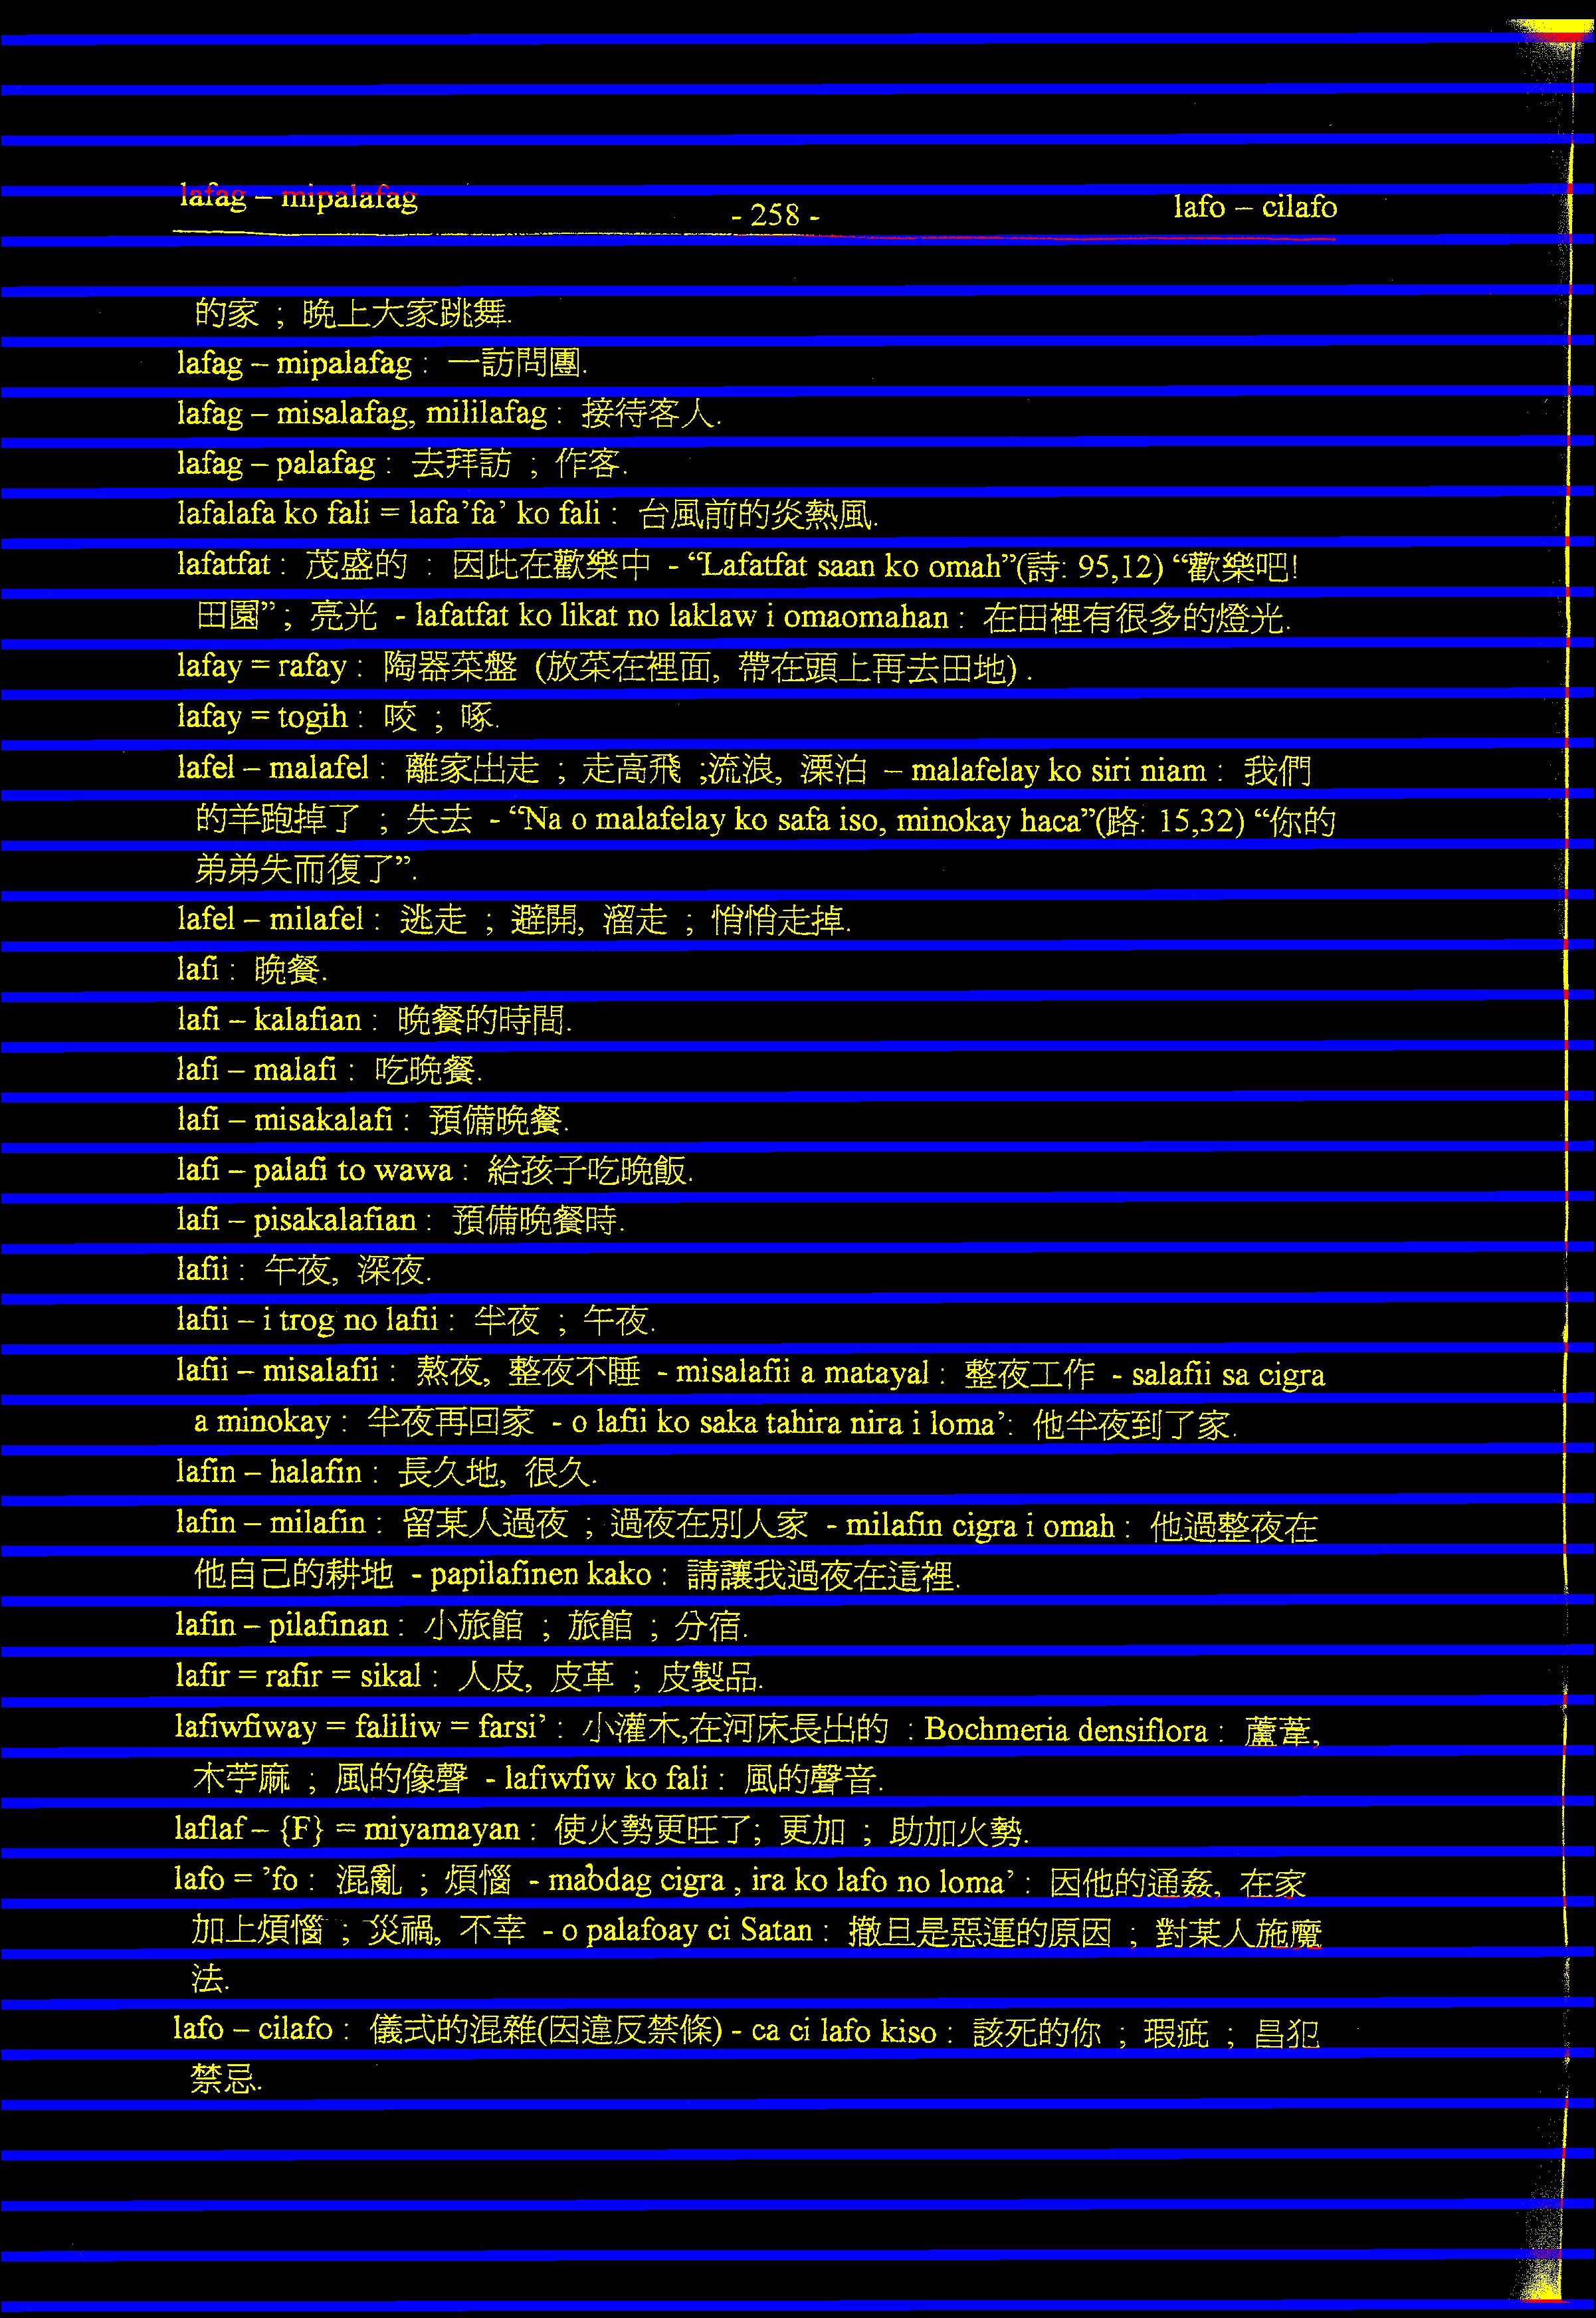 lafag – mipalafag
- 258 -
lafo – cilafo
的家 ; 晚上大家跳舞.
lafag – mipalafag : 一訪問團.
lafag – misalafag, mililafag : 接待客人.
lafag – palafag : 去拜訪 ; 作客.
lafalafa ko fali = lafa’fa’ ko fali : 台風前的炎熱風.
lafatfat : 茂盛的 : 因此在歡樂中 - “Lafatfat saan ko omah”(詩: 95,12) “歡樂吧!
田園” ; 亮光 - lafatfat ko likat no laklaw i omaomahan : 在田裡有很多的燈光.
lafay = rafay : 陶器菜盤 (放菜在裡面, 帶在頭上再去田地) .
lafay = togih : 咬 ; 啄.
lafel – malafel : 離家出走 ; 走高飛 ;流浪, 溧泊 – malafelay ko siri niam : 我們
的羊跑掉了 ; 失去 - “Na o malafelay ko safa iso, minokay haca”(路: 15,32) “你的
弟弟失而復了”.
lafel – milafel : 逃走 ; 避開, 溜走 ; 悄悄走掉.
lafi : 晚餐.
lafi – kalafian : 晚餐的時間.
lafi – malafi : 吃晚餐.
lafi – misakalafi : 預備晚餐.
lafi – palafi to wawa : 給孩子吃晚飯.
lafi – pisakalafian : 預備晚餐時.
lafii : 午夜, 深夜.
lafii – i trog no lafii : 半夜 ; 午夜.
lafii – misalafii : 熬夜, 整夜不睡 - misalafii a matayal : 整夜工作 - salafii sa cigra
a minokay : 半夜再回家 - o lafii ko saka tahira nira i loma’: 他半夜到了家.
lafin – halafin : 長久地, 很久.
lafin – milafin : 留某人過夜 ; 過夜在別人家 - milafin cigra i omah : 他過整夜在
他自己的耕地 - papilafinen kako : 請讓我過夜在這裡.
lafin – pilafinan : 小旅館 ; 旅館 ; 分宿.
lafir = rafir = sikal : 人皮, 皮革 ; 皮製品.
lafiwfiway = faliliw = farsi’ : 小灌木,在河床長出的 : Bochmeria densiflora : 蘆葦,
木苧麻 ; 風的像聲 - lafiwfiw ko fali : 風的聲音.
laflaf – {F} = miyamayan : 使火勢更旺了; 更加 ; 助加火勢.
lafo = ’fo : 混亂 ; 煩惱 - ma’odag cigra , ira ko lafo no loma’ : 因他的通姦, 在家
加上煩惱 ; 災禍, 不幸 - o palafoay ci Satan : 撒旦是惡運的原因 ; 對某人施魔
法.
lafo – cilafo : 儀式的混雜(因違反禁條) - ca ci lafo kiso : 該死的你 ; 瑕疵 ; 昌犯
禁忌.